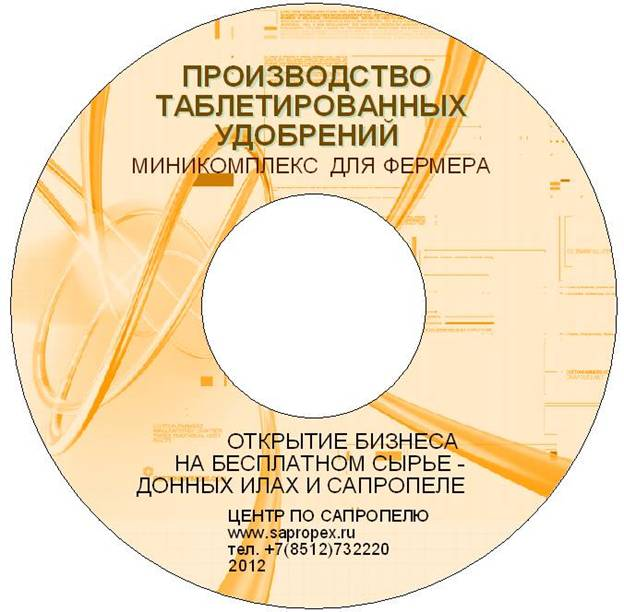 ПРОИЗВОДСТВО
ТАБЛЕТИРОВАННЫХ
УДОБРЕНИЙ
МИНИКОМПЛЕКС ДЛЯ ФЕРМЕРА
ОТКРЫТИЕ БИЗНЕСА
НА БЕСПЛАТНОМ СЫРЬЕ -
ДОННЫХ ИЛАХ И САПРОПЕЛЕ
ЦЕНТР ПО САПРОПЕЛЮ
www.sapropex.ru
тел. +7(8512)732220
2012